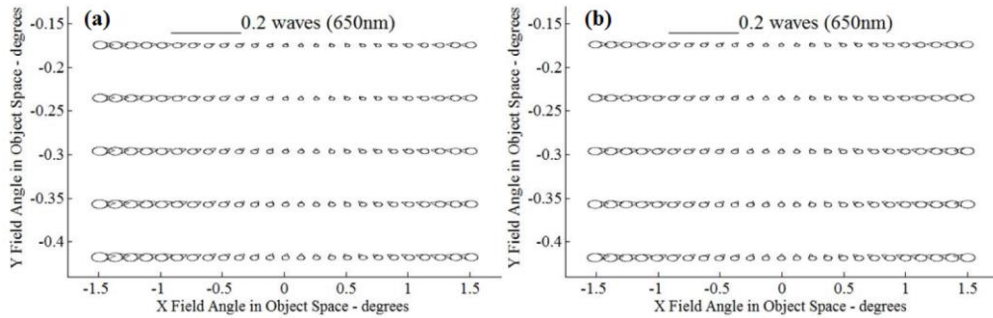 (a)
0.2 waves (650nm)
Y Field Angle in Object Space - degrees
-0.15
-0.2
-0.25
-0.3
-0.35
-0.4
-1.5 -1 -0.5 0 0.5 1 1.5
X Field Angle in Object Space - degrees
(b)
0.2 waves (650nm)
Y Field Angle in Object Space - degrees
-0.15
-0.2
-0.25
-0.3
-0.35
-0.4
-1.5 -1 -0.5 0 0.5 1 1.5
X Field Angle in Object Space - degrees